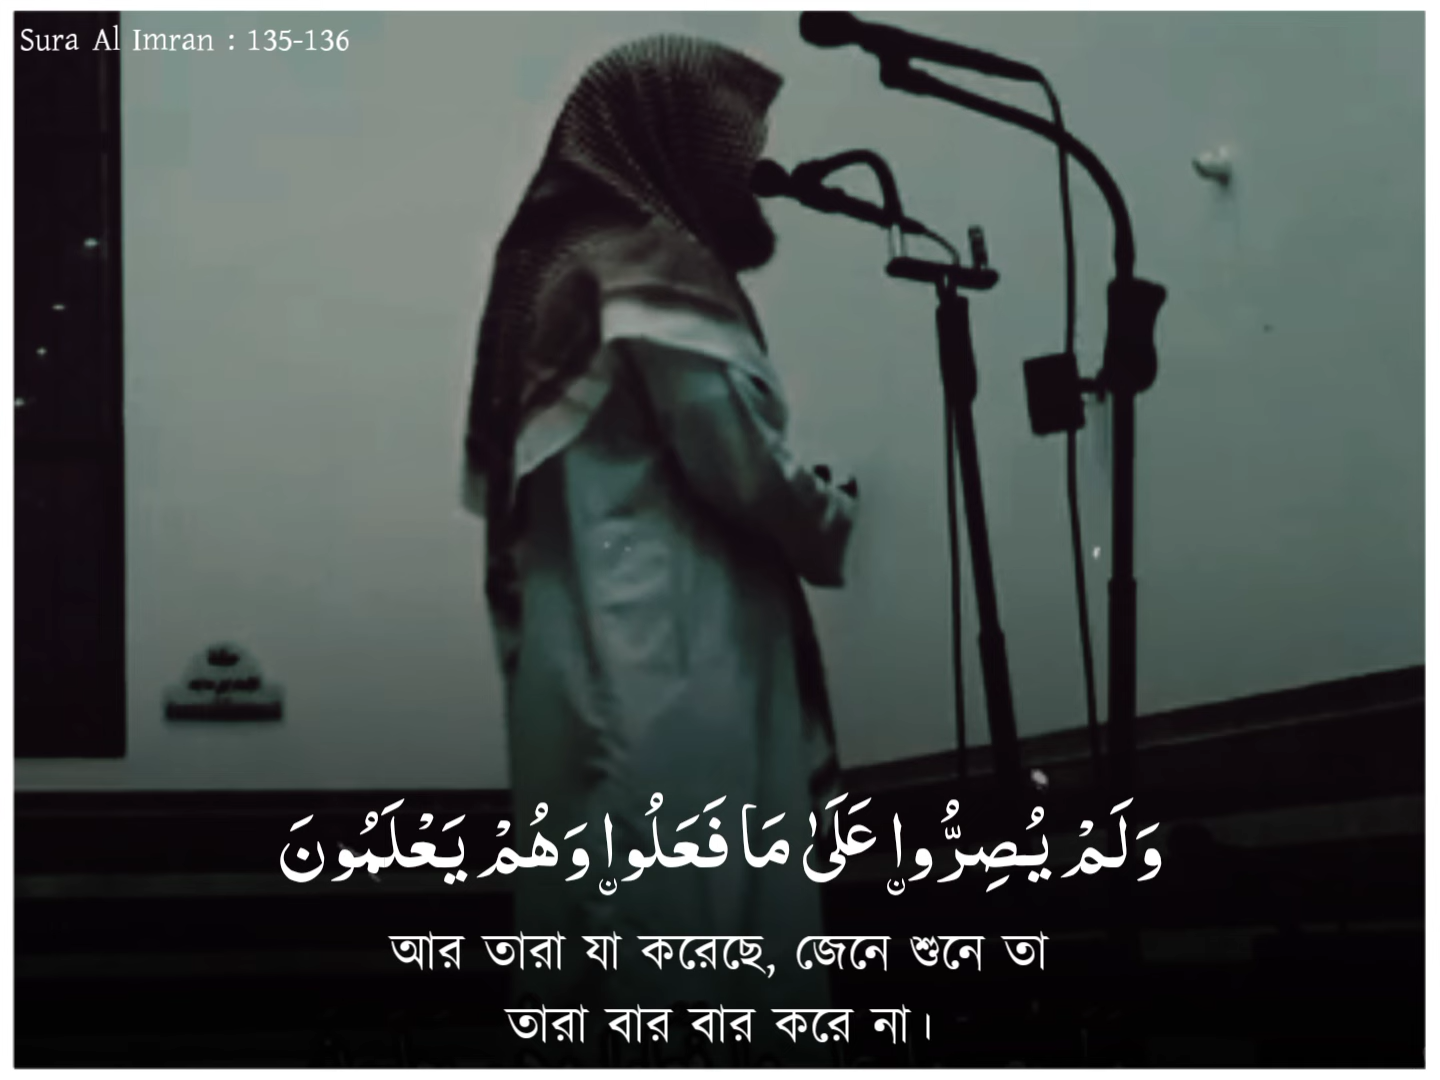 Sura Al Imran : 135-136
وَلَمْ يُصِرُّوا۟ عَلَىٰ مَا فَعَلُوا۟ وَهُمْ يَعْلَمُونَ
আর তারা যা করেছে, জেনে শুনে তা
তারা বার বার করে না।